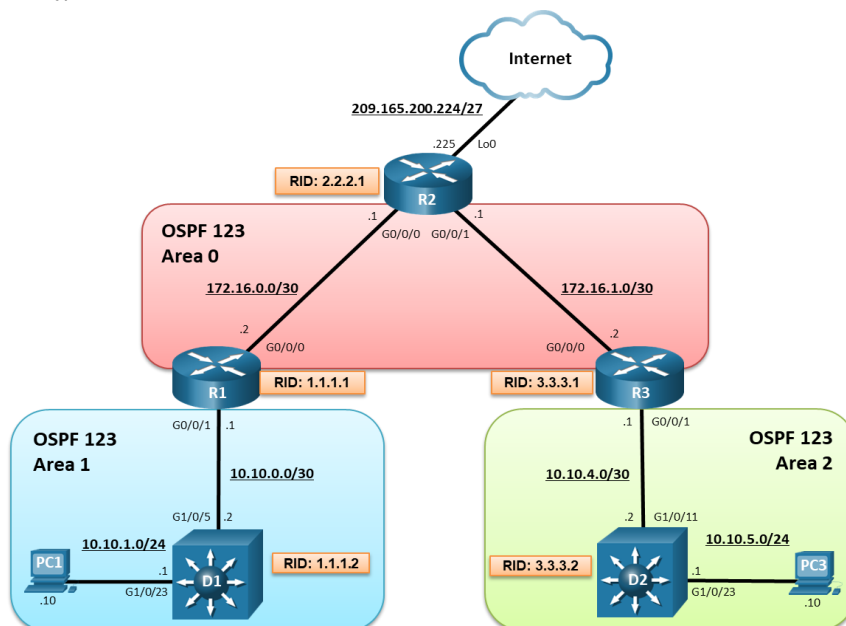 Internet
209.165.200.224/27
.225
Lo0
RID: 2.2.2.1
R2
.1
.1
G0/0/0
G0/0/1
OSPF 123
Area 0
172.16.0.0/30
172.16.1.0/30
.2
.2
G0/0/0
G0/0/0
R1
RID: 1.1.1.1
RID: 3.3.3.1
R3
OSPF 123
Area 1
G0/0/1
.1
.1
G0/0/1
OSPF 123
Area 2
10.10.0.0/30
10.10.4.0/30
G1/0/5
.2
.2
G1/0/11
10.10.1.0/24
10.10.5.0/24
PC1
.1
D1
RID: 1.1.1.2
RID: 3.3.3.2
D2
.1
PC3
.10
G1/0/23
G1/0/23
.10